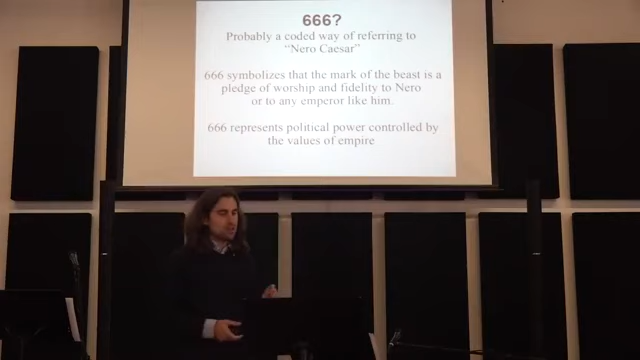 666?
Probably a coded way of referring to
“Nero Caesar”
666 symbolizes that the mark of the beast is a
pledge of worship and fidelity to Nero
or to any emperor like him.
666 represents political power controlled by
the values of empire